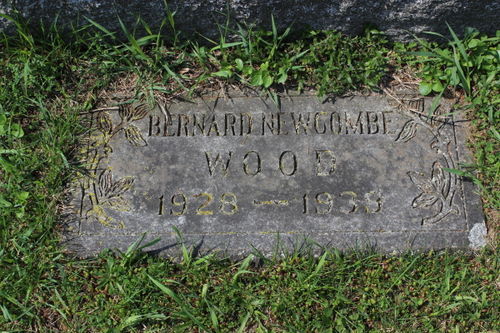 BERNARD NEWCOMBE
WOOD
1928 — 1933